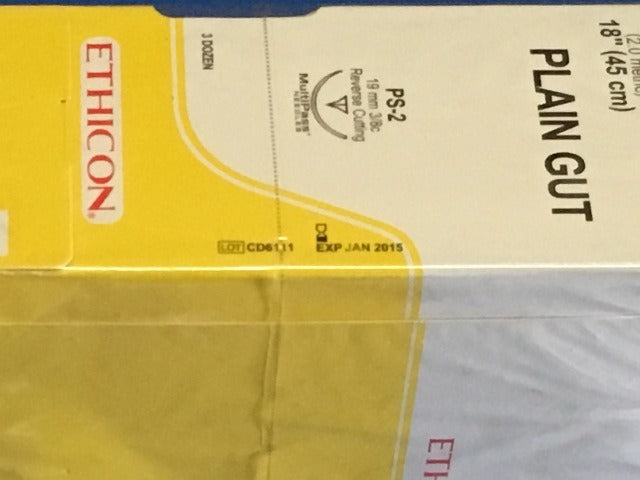 (2.0 metric)
18" (45 cm)
PLAIN GUT
PS-2
19 mm 3/8c
Reverse Cutting
MultiPass®
NEEDLES
3 DOZEN
ETHICON®
LOT CD6111 EXP JAN 2015
ETH